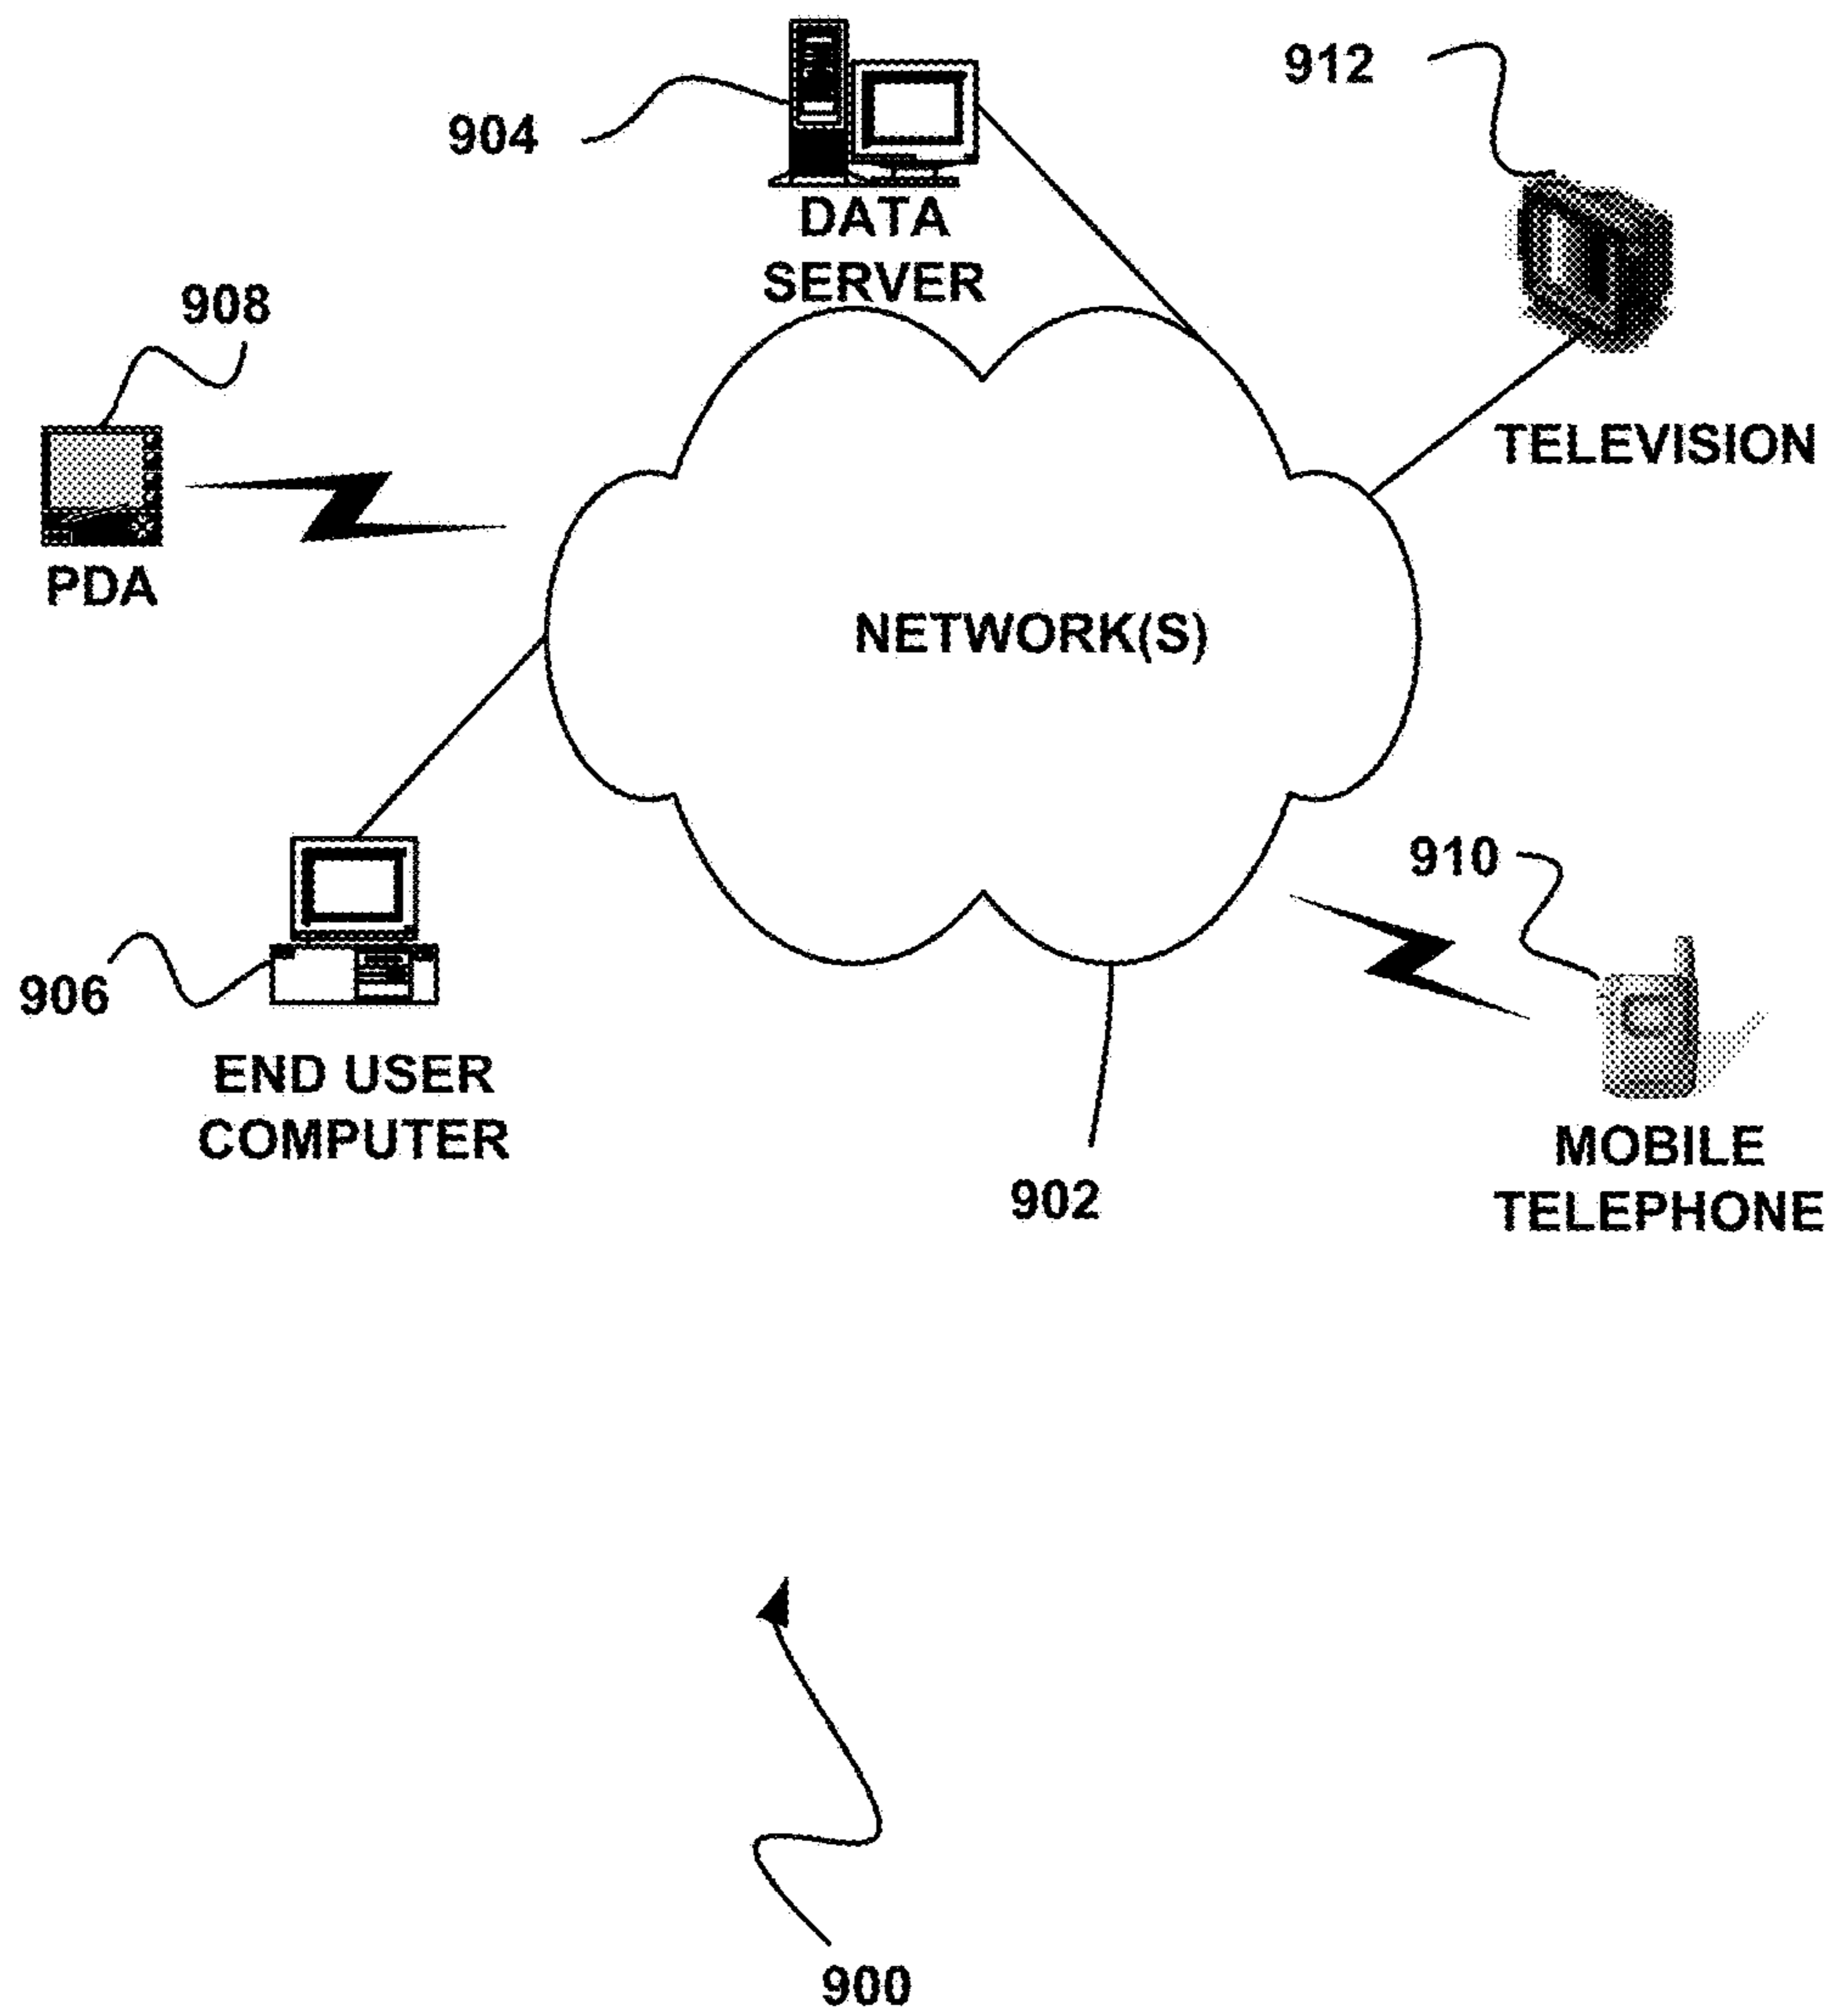 912
904
DATA
SERVER
908
TELEVISION
PDA
NETWORK(S)
910
906
END USER
COMPUTER
MOBILE
TELEPHONE
902
900